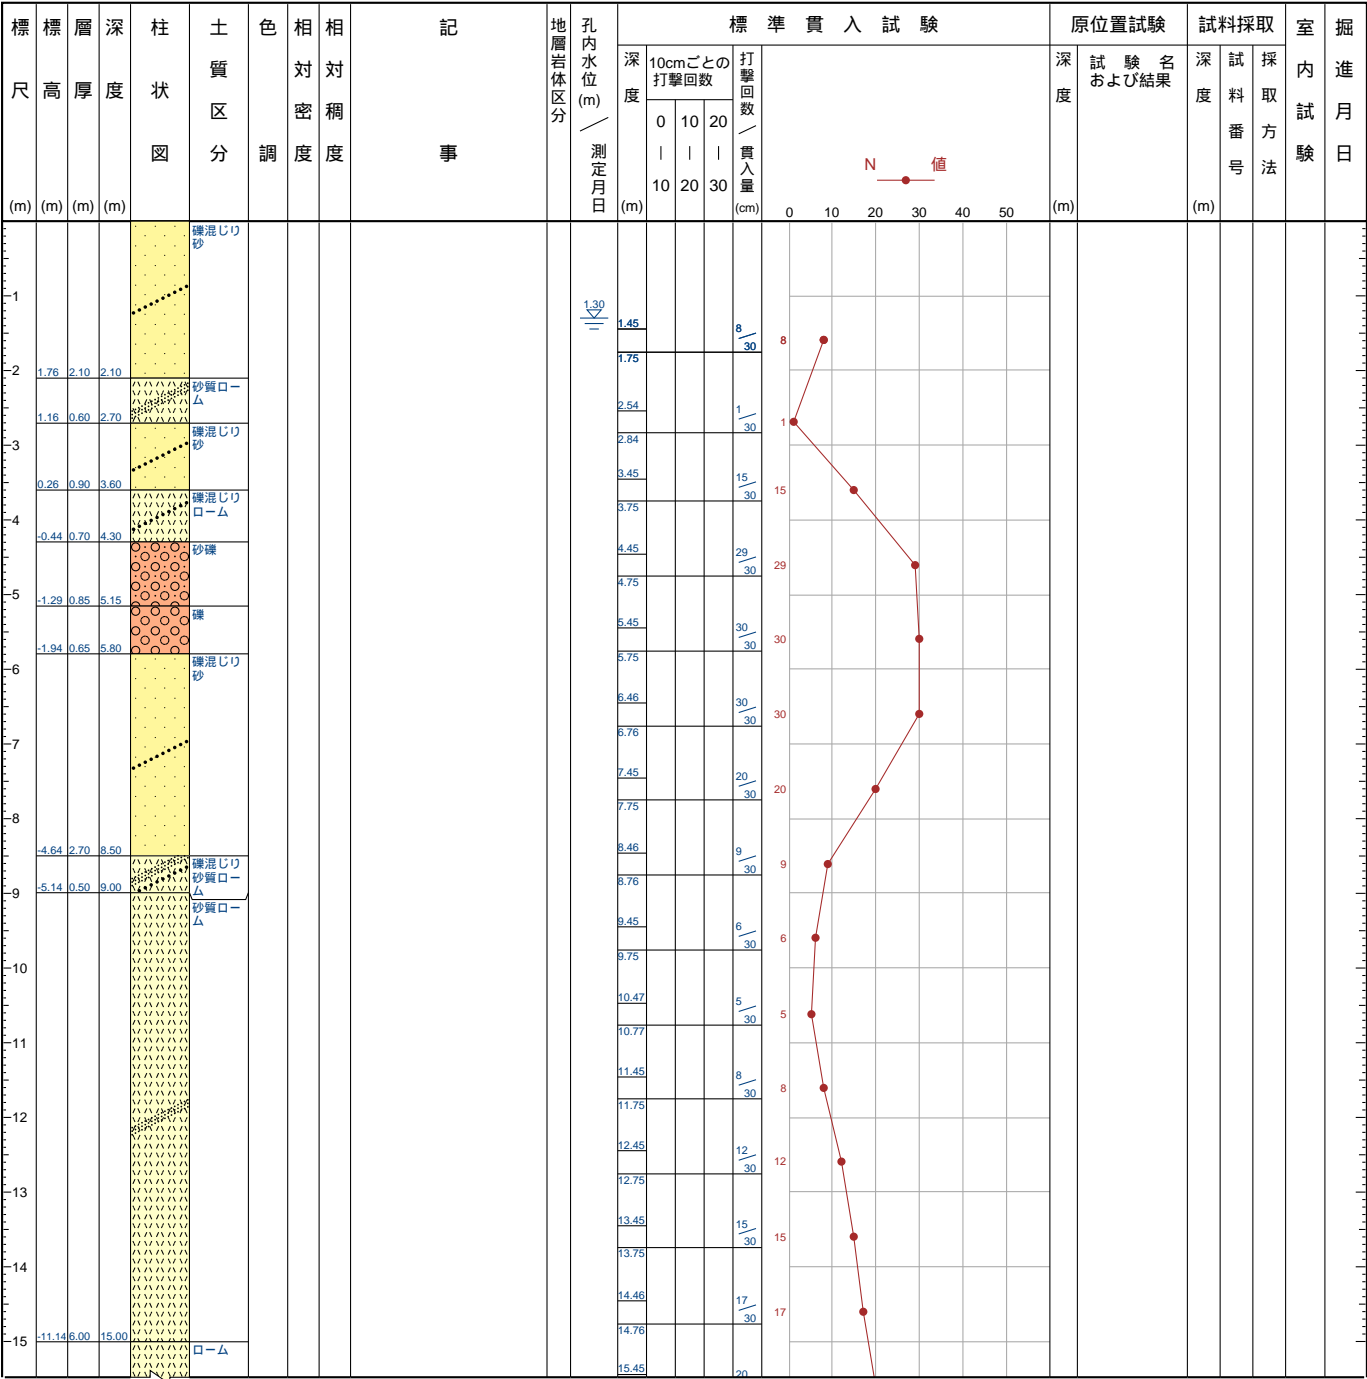 標尺 (m)
標高 (m)
層厚 (m)
深度 (m)
柱状図
土質区分
色調
相対密度
相対稠度
記事
地層岩体区分
孔内水位(m)/測定月日
標準貫入試験
深度 (m)
10cmごとの
打撃回数
0 10 20
| | |
10 20 30
打撃回数/貫入量 (cm)
N 値
0 10 20 30 40 50
原位置試験
深度 (m)
試験名
および結果
試料採取
深度 (m)
試料番号
採取方法
室内試験
掘進月日
礫混じり
砂
1
1.30
1.45 8/30 8
1.75
2
1.76 2.10 2.10
砂質ロー
ム
2.54 1/30 1
1.16 0.60 2.70
礫混じり
砂
2.84
3
3.45 15/30 15
0.26 0.90 3.60
礫混じり
ローム
3.75
4
-0.44 0.70 4.30
砂礫
4.45 29/30 29
4.75
5
-1.29 0.85 5.15
礫
5.45 30/30 30
5.75
-1.94 0.65 5.80
礫混じり
砂
6
6.46 30/30 30
6.76
7
7.45 20/30 20
7.75
8
8.46 9/30 9
-4.64 2.70 8.50
礫混じり
砂質ロー
ム
8.76
9
-5.14 0.50 9.00
砂質ロー
ム
9.45 6/30 6
9.75
10
10.47 5/30 5
10.77
11
11.45 8/30 8
11.75
12
12.45 12/30 12
12.75
13
13.45 15/30 15
13.75
14
14.46 17/30 17
14.76
15
-11.14 6.00 15.00
ローム
15.45 20